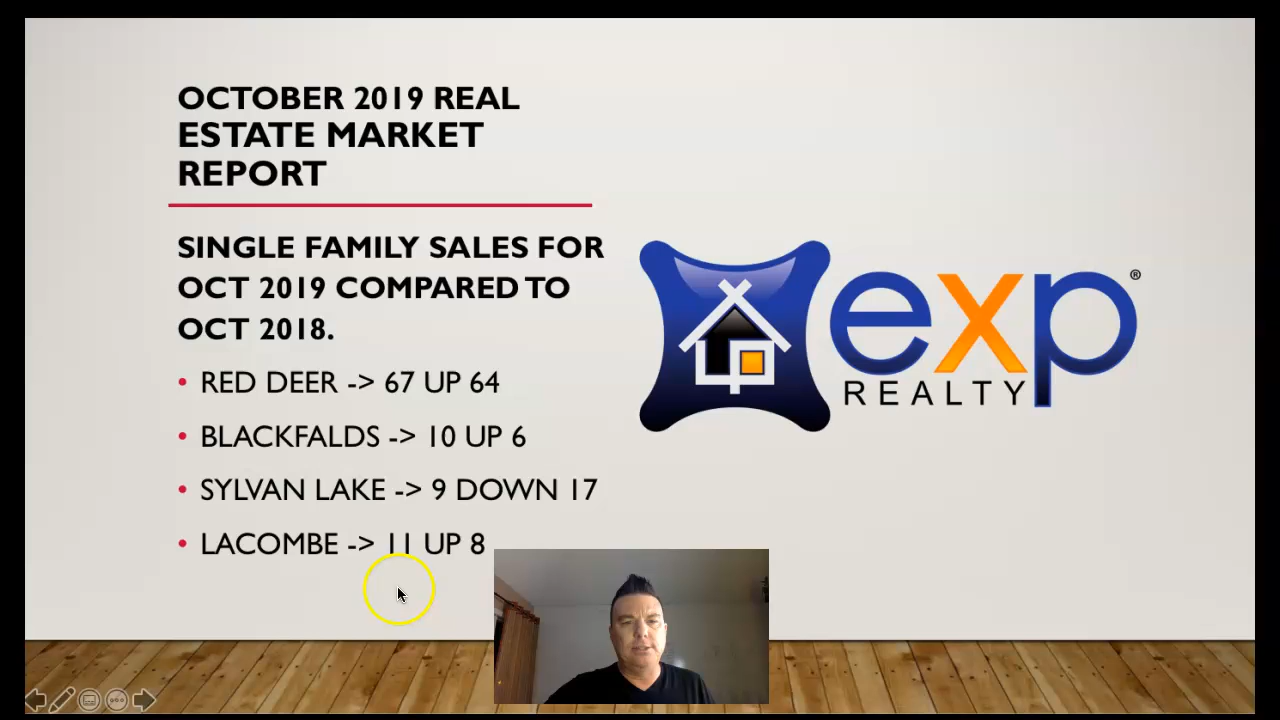 OCTOBER 2019 REAL
ESTATE MARKET
REPORT
SINGLE FAMILY SALES FOR
OCT 2019 COMPARED TO
OCT 2018.
• RED DEER -> 67 UP 64
• BLACKFALDS -> 10 UP 6
• SYLVAN LAKE -> 9 DOWN 17
• LACOMBE -> 11 UP 8
exp®
REALTY